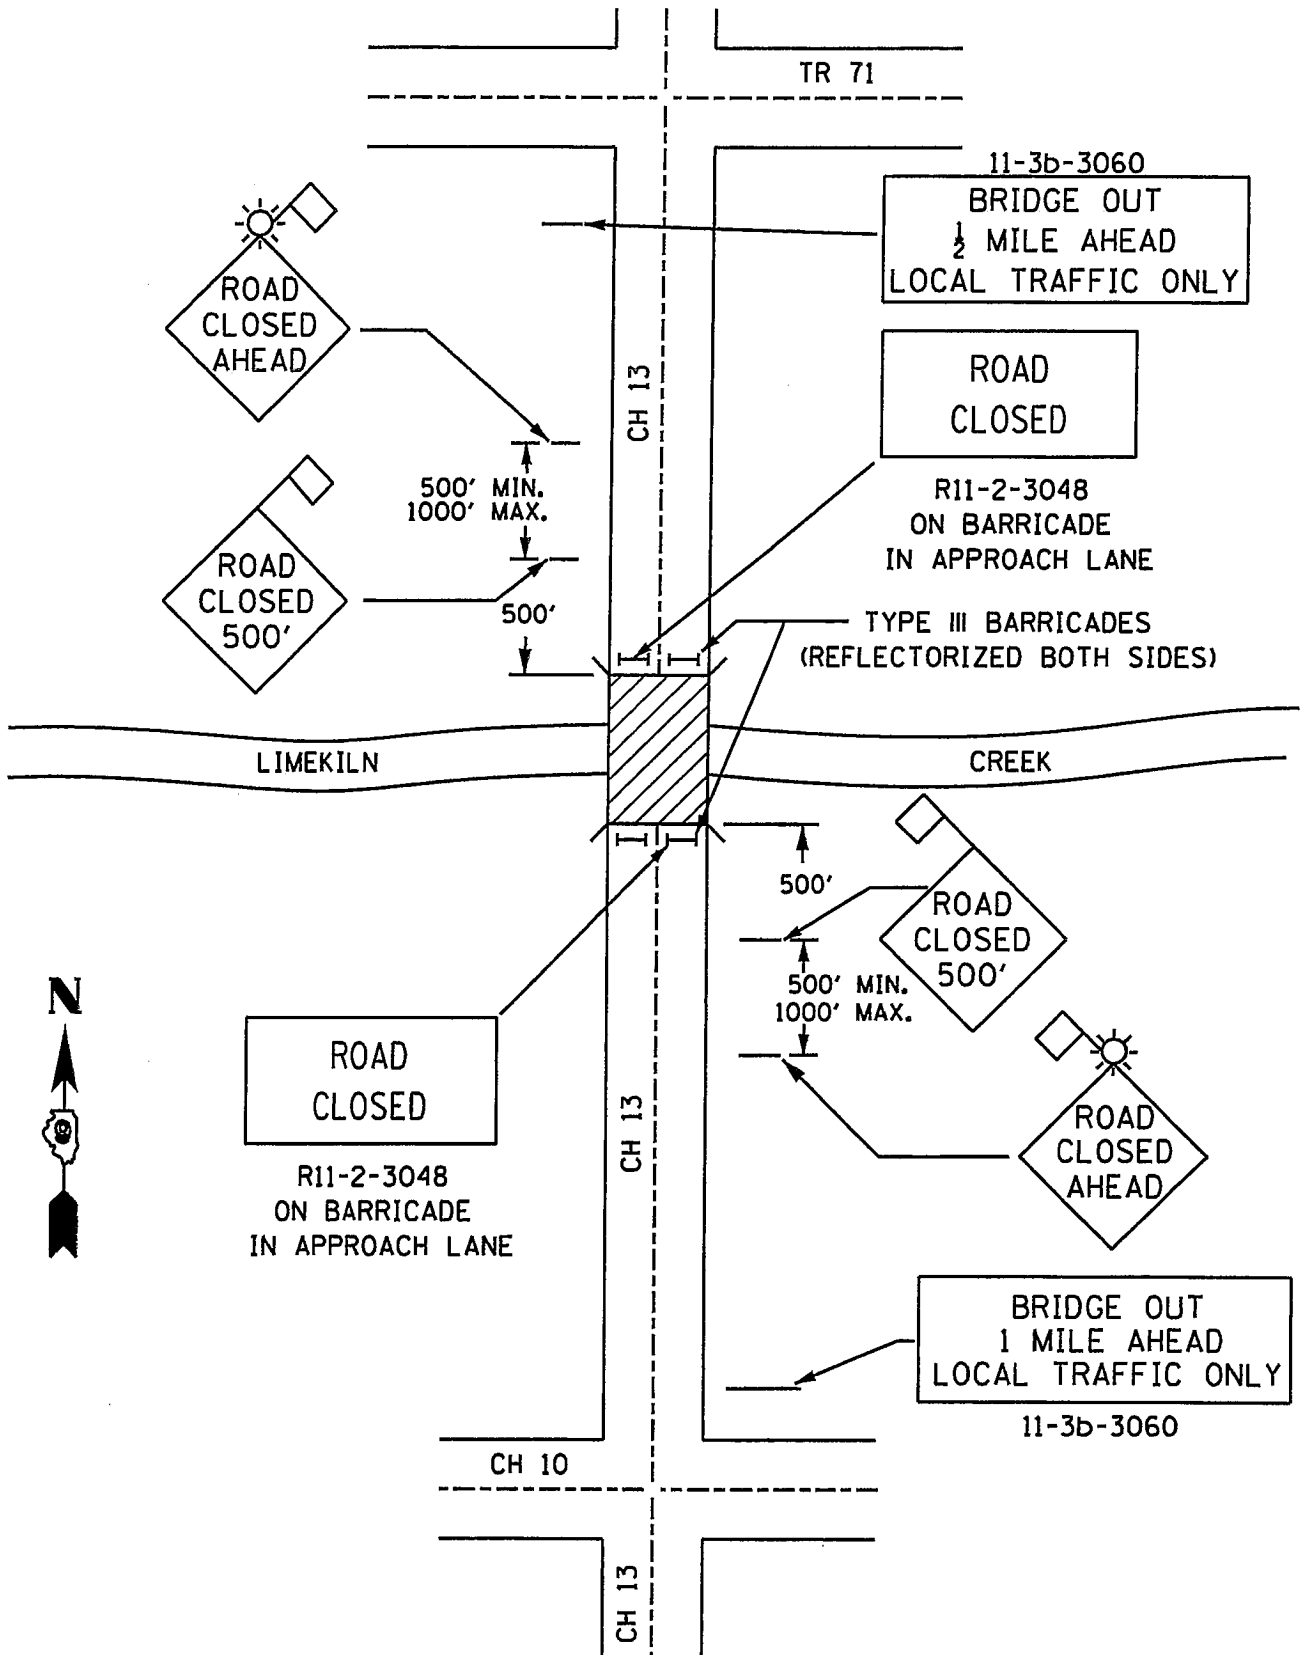 TR 71
11-3b-3060
BRIDGE OUT
1/2 MILE AHEAD
LOCAL TRAFFIC ONLY
ROAD
CLOSED
AHEAD
CH 13
ROAD
CLOSED
R11-2-3048
ON BARRICADE
IN APPROACH LANE
500' MIN.
1000' MAX.
ROAD
CLOSED
500'
500'
TYPE III BARRICADES
(REFLECTORIZED BOTH SIDES)
LIMEKILN
CREEK
500'
ROAD
CLOSED
500'
500' MIN.
1000' MAX.
N
ROAD
CLOSED
R11-2-3048
ON BARRICADE
IN APPROACH LANE
CH 13
ROAD
CLOSED
AHEAD
BRIDGE OUT
1 MILE AHEAD
LOCAL TRAFFIC ONLY
11-3b-3060
CH 10
CH 13